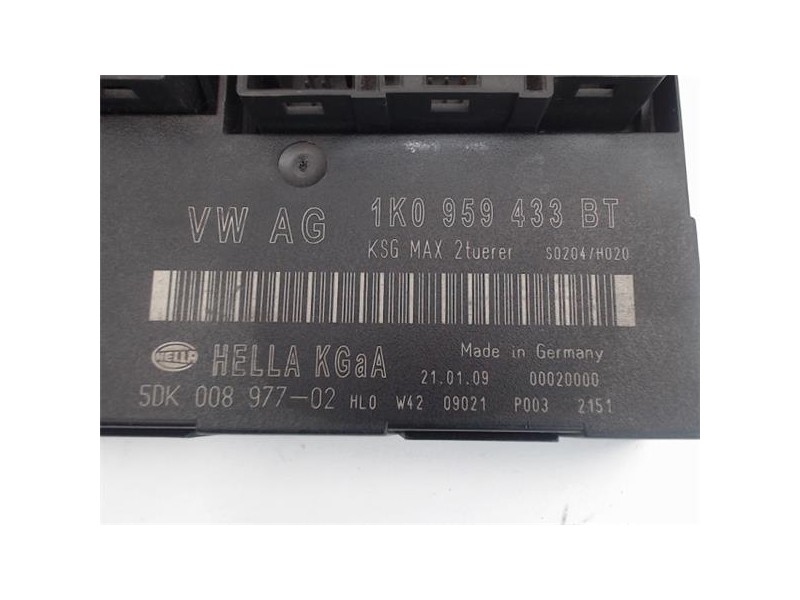 VW AG 1K0 959 433 BT
KSG MAX 2tuerer S0204/H020
HELLA HELLA KGaA Made in Germany
21.01.09 00020000
5DK 008 977-02 HL0 W42 09021 P003 2151